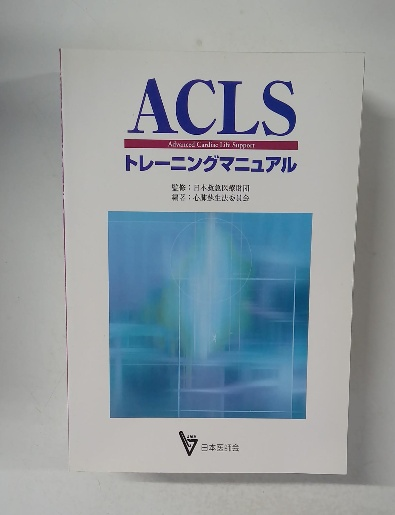 ACLS
Advanced Cardiac Life Support
トレーニングマニュアル
監修：日本救急医療財団
編著：心肺蘇生法委員会
日本医師会